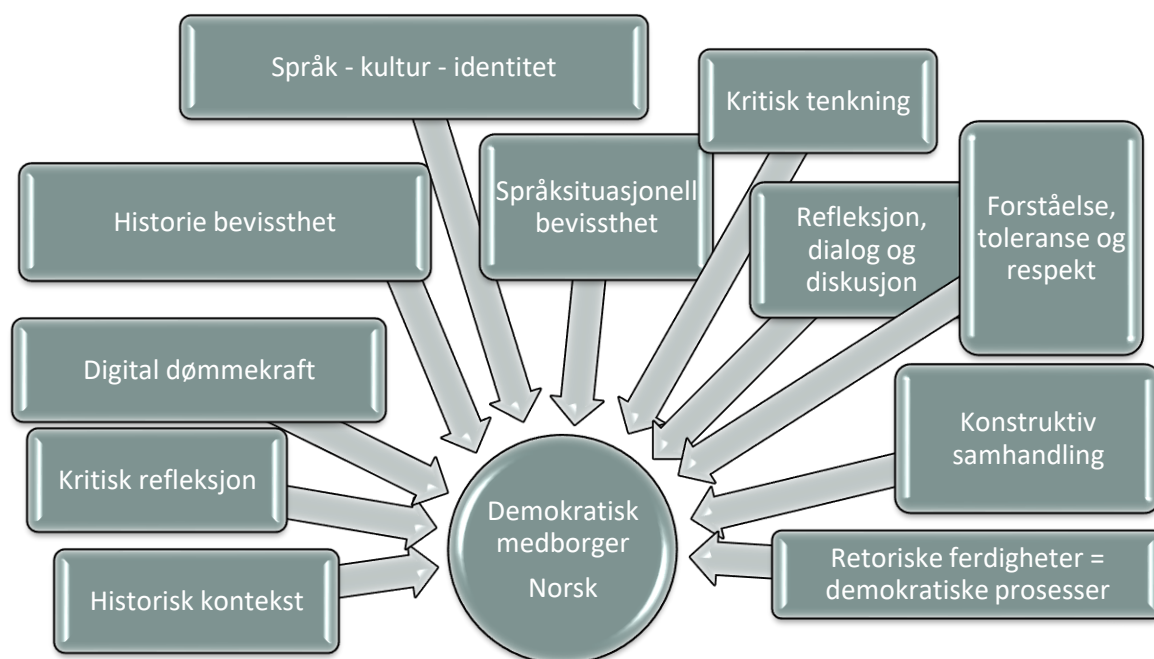 Språk - kultur - identitet
Kritisk tenkning
Historie bevissthet
Språksituasjonell
bevissthet
Refleksjon,
dialog og
diskusjon
Forståelse,
toleranse og
respekt
Digital dømmekraft
Konstruktiv
samhandling
Kritisk refleksjon
Demokratisk
medborger
Norsk
Historisk kontekst
Retoriske ferdigheter =
demokratiske prosesser